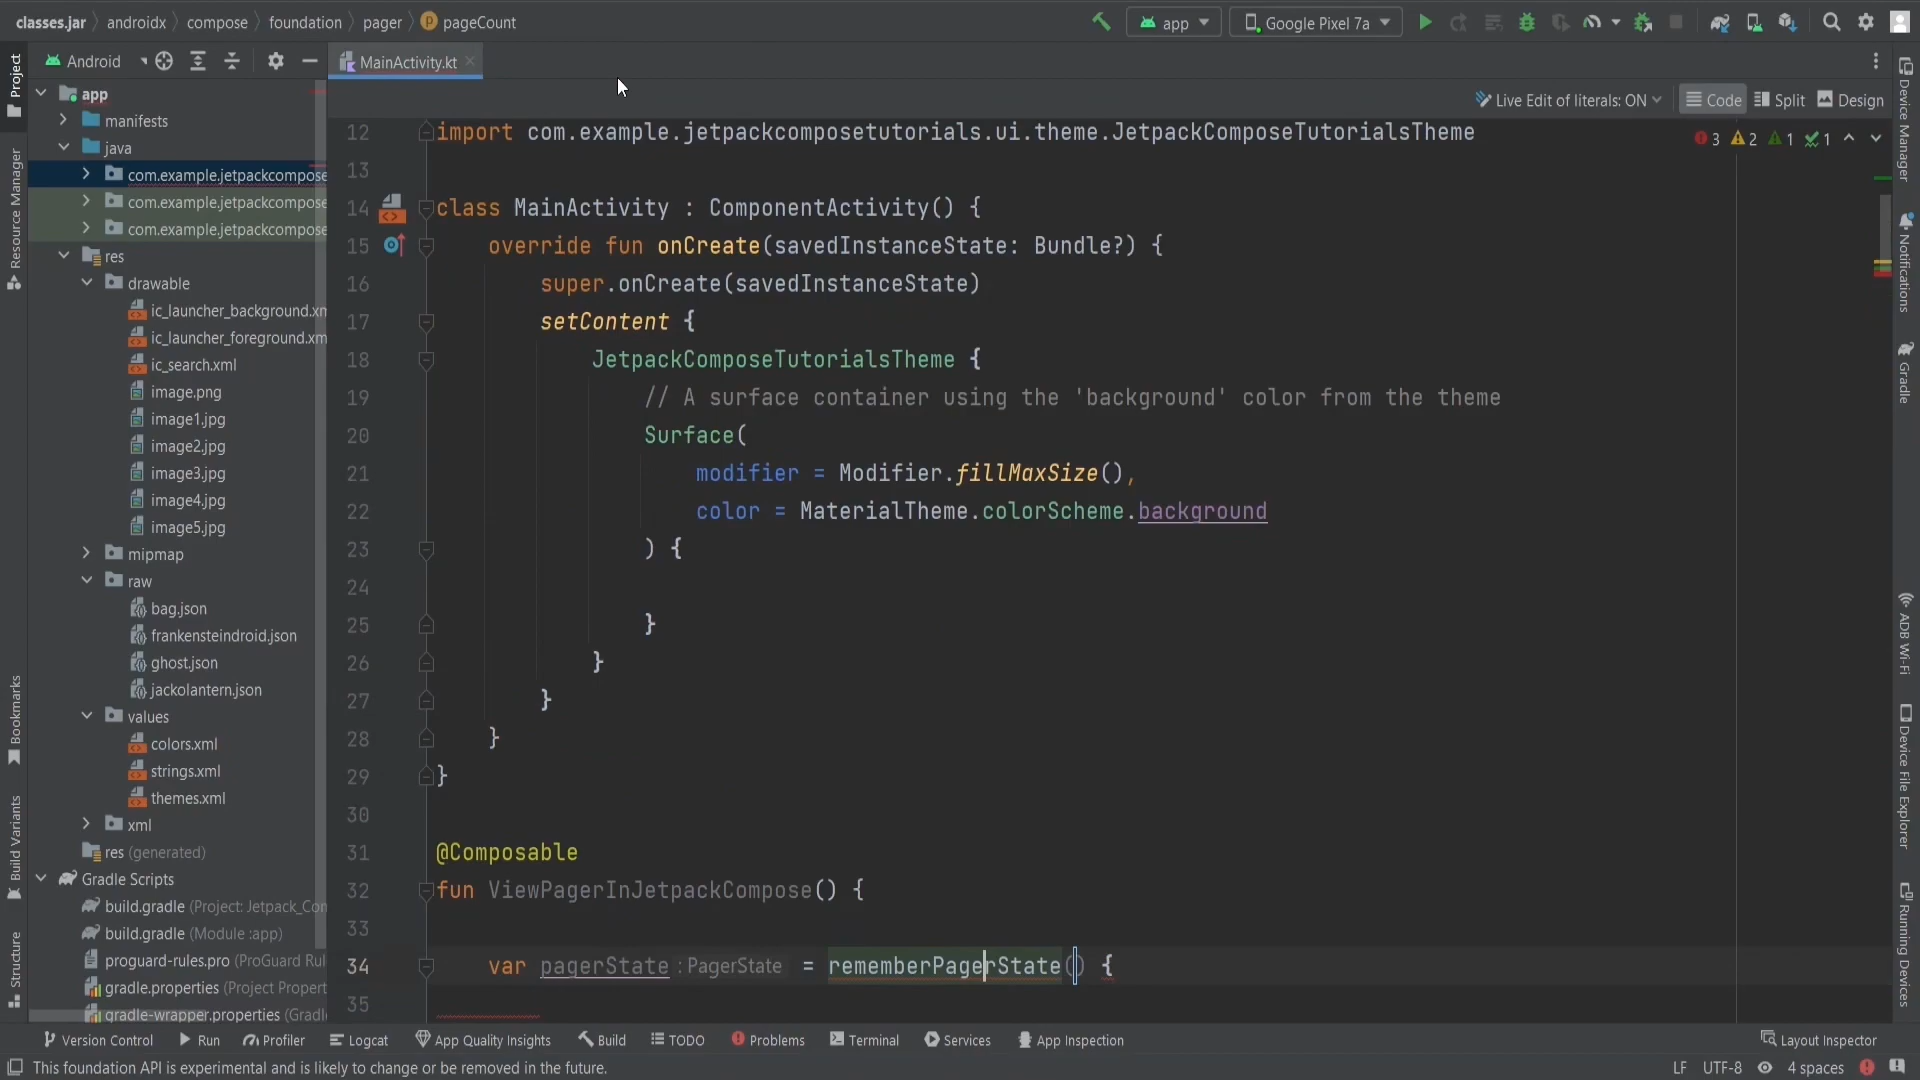 classes.jar androidx compose foundation pager pageCount
app Google Pixel 7a
Android MainActivity.kt
Live Edit of literals: ON Code Split Design
3 2 1 1
Project
Resource Manager
Bookmarks
Build Variants
Structure
app
manifests
java
com.example.jetpackcompose
com.example.jetpackcompose
com.example.jetpackcompose
res
drawable
ic_launcher_background.xm
ic_launcher_foreground.xm
ic_search.xml
image.png
image1.jpg
image2.jpg
image3.jpg
image4.jpg
image5.jpg
mipmap
raw
bag.json
frankensteindroid.json
ghost.json
jackolantern.json
values
colors.xml
strings.xml
themes.xml
xml
res (generated)
Gradle Scripts
build.gradle (Project: Jetpack_Com
build.gradle (Module :app)
proguard-rules.pro (ProGuard Rul
gradle.properties (Project Propert
gradle-wrapper.properties (Gradl
12 import com.example.jetpackcomposetutorials.ui.theme.JetpackComposeTutorialsTheme
13
14 class MainActivity : ComponentActivity() {
15 override fun onCreate(savedInstanceState: Bundle?) {
16 super.onCreate(savedInstanceState)
17 setContent {
18 JetpackComposeTutorialsTheme {
19 // A surface container using the 'background' color from the theme
20 Surface(
21 modifier = Modifier.fillMaxSize(),
22 color = MaterialTheme.colorScheme.background
23 ) {
24
25 }
26 }
27 }
28 }
29 }
30
31 @Composable
32 fun ViewPagerInJetpackCompose() {
33
34 var pagerState : PagerState = rememberPagerState() {
35
Device Manager
Notifications
Gradle
ADB Wi-Fi
Device File Explorer
Running Devices
Version Control Run Profiler Logcat App Quality Insights Build TODO Problems Terminal Services App Inspection Layout Inspector
This foundation API is experimental and is likely to change or be removed in the future. LF UTF-8 4 spaces